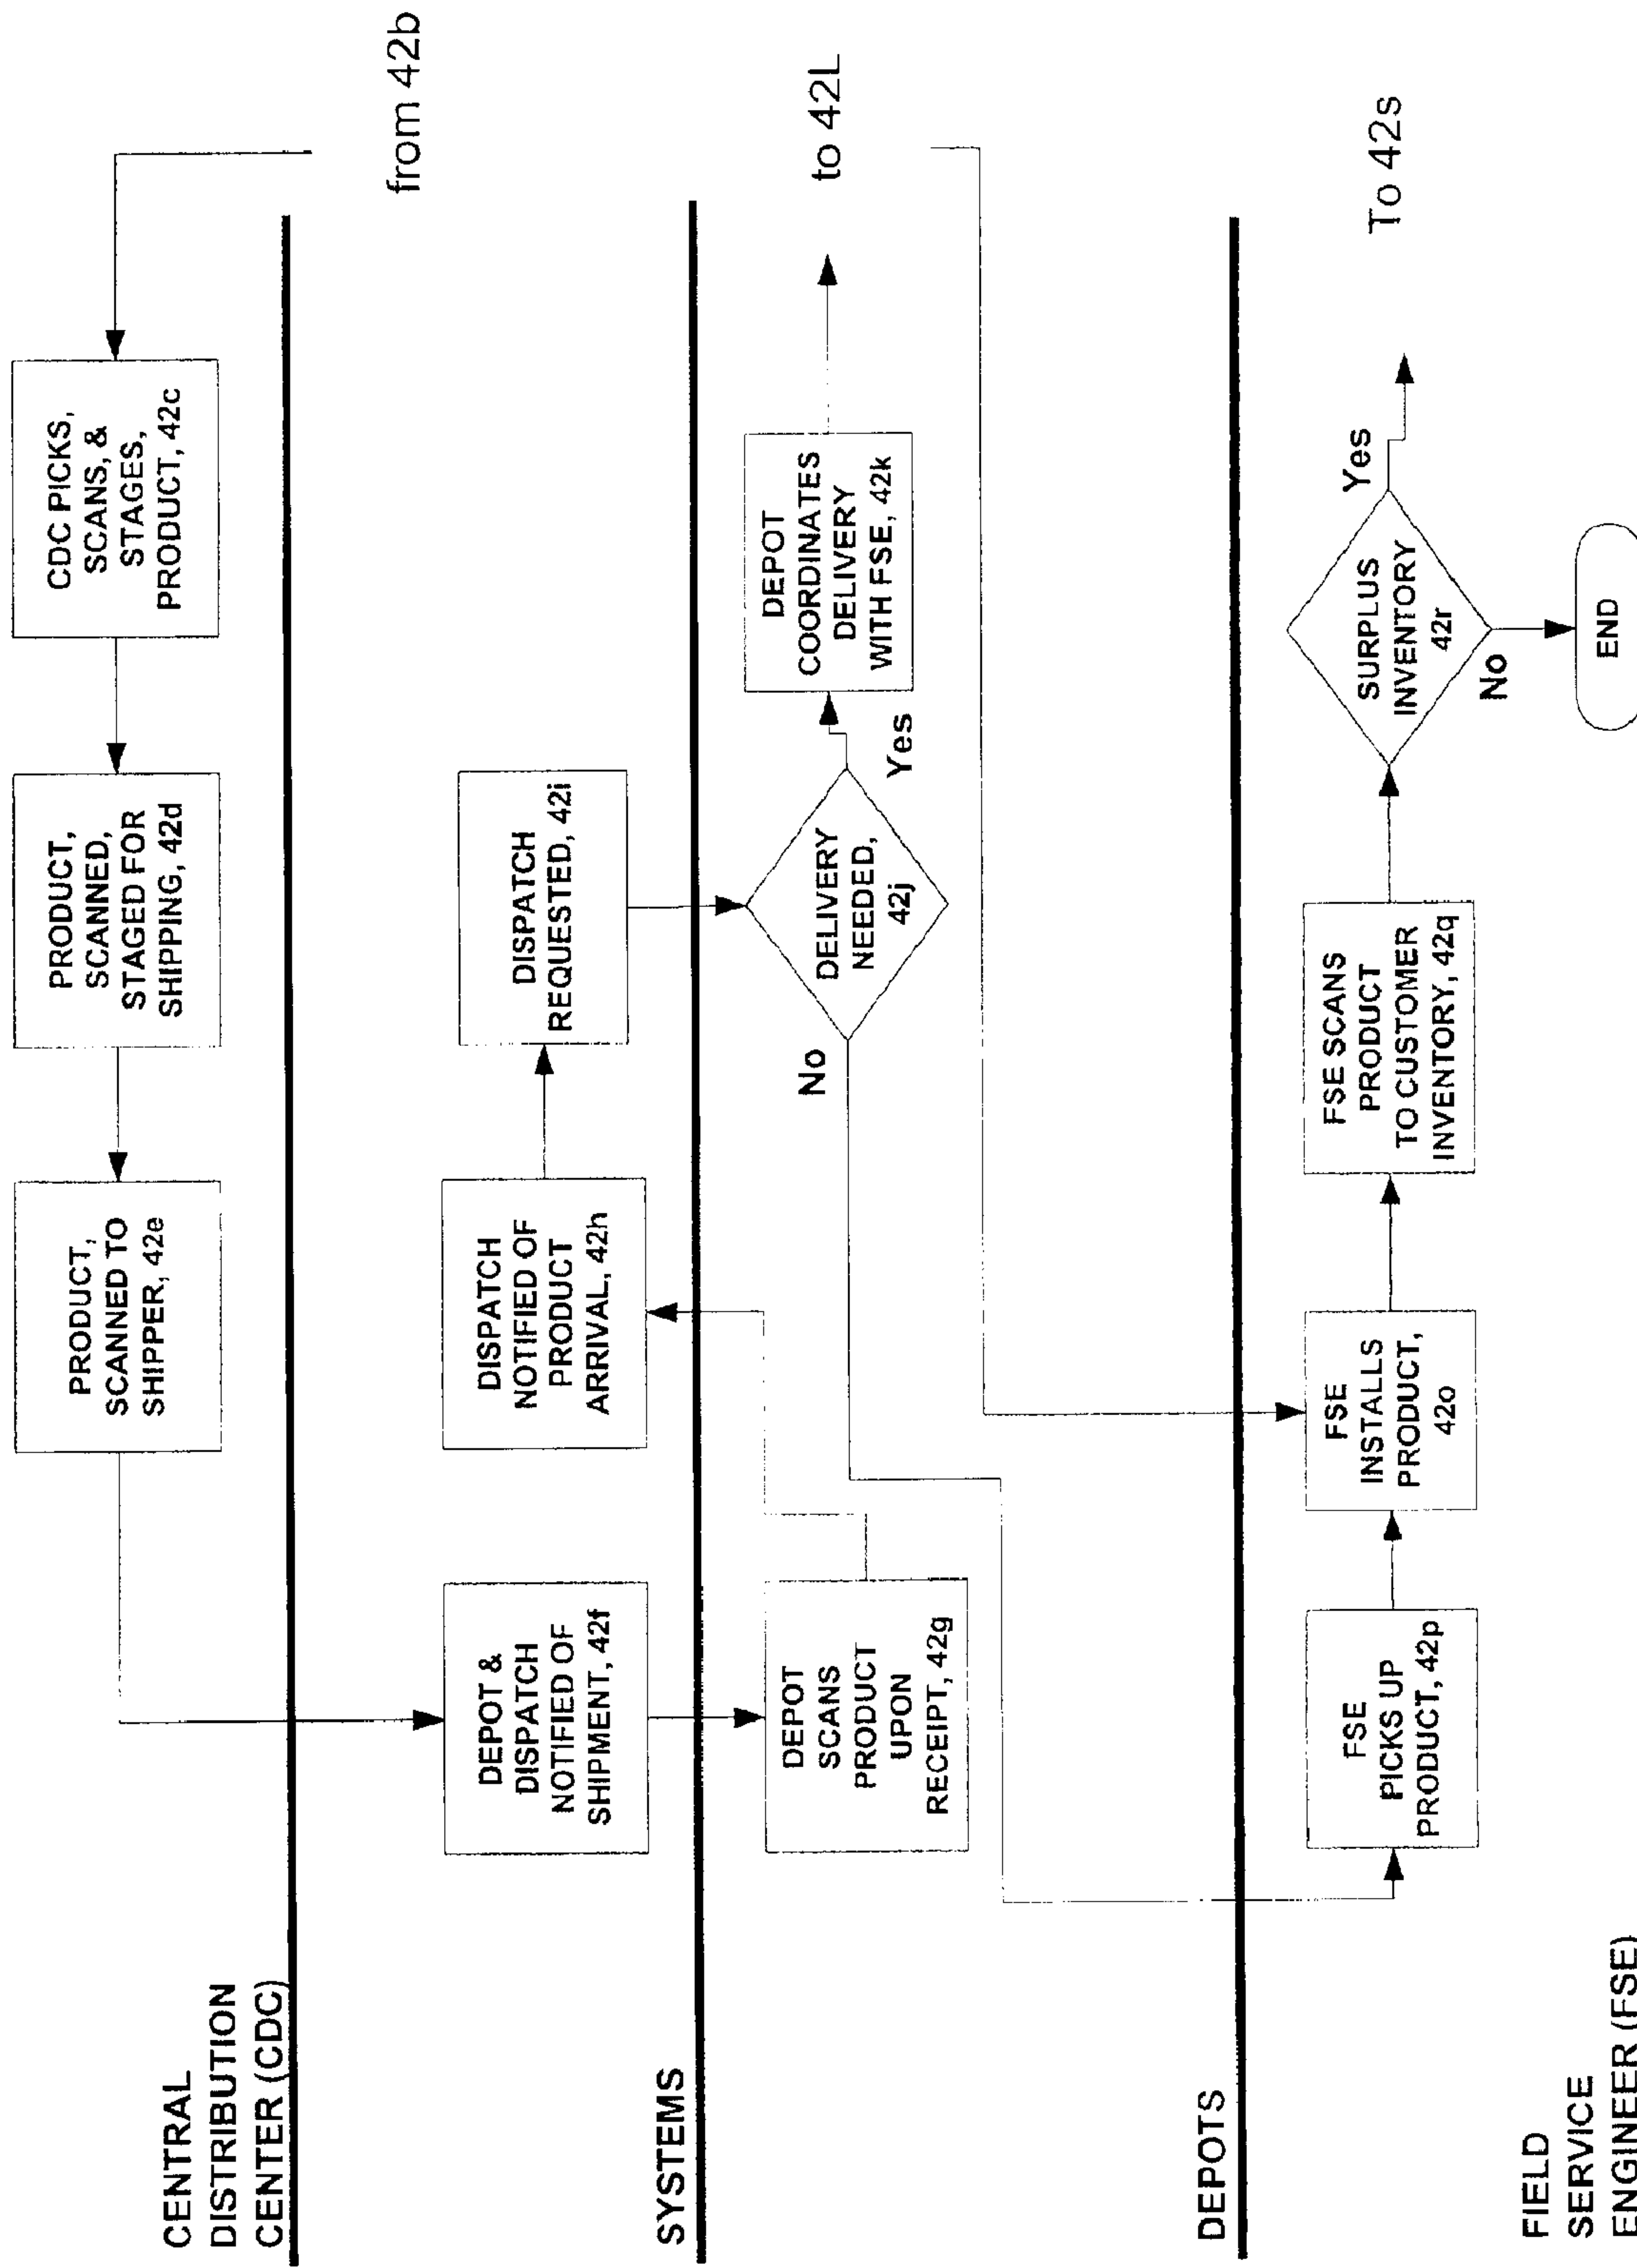 CENTRAL
DISTRIBUTION
CENTER (CDC)
PRODUCT,
SCANNED TO
SHIPPER, 42e
PRODUCT,
SCANNED,
STAGED FOR
SHIPPING, 42d
CDC PICKS,
SCANS, &
STAGES,
PRODUCT, 42c
from 42b
SYSTEMS
DEPOT &
DISPATCH
NOTIFIED OF
SHIPMENT, 42f
DISPATCH
NOTIFIED OF
PRODUCT
ARRIVAL, 42h
DISPATCH
REQUESTED, 42i
DEPOTS
DEPOT
SCANS
PRODUCT
UPON
RECEIPT, 42g
No
DELIVERY
NEEDED,
42j
Yes
DEPOT
COORDINATES
DELIVERY
WITH FSE, 42k
to 42L
FIELD
SERVICE
ENGINEER (FSE)
FSE
PICKS UP
PRODUCT, 42p
FSE
INSTALLS
PRODUCT,
42o
FSE SCANS
PRODUCT
TO CUSTOMER
INVENTORY, 42q
SURPLUS
INVENTORY
42r
Yes
To 42s
No
END